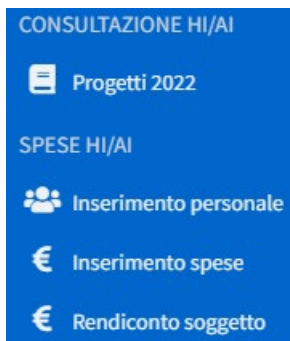 CONSULTAZIONE HI/AI
Progetti 2022
SPESE HI/AI
Inserimento personale
€ Inserimento spese
€ Rendiconto soggetto